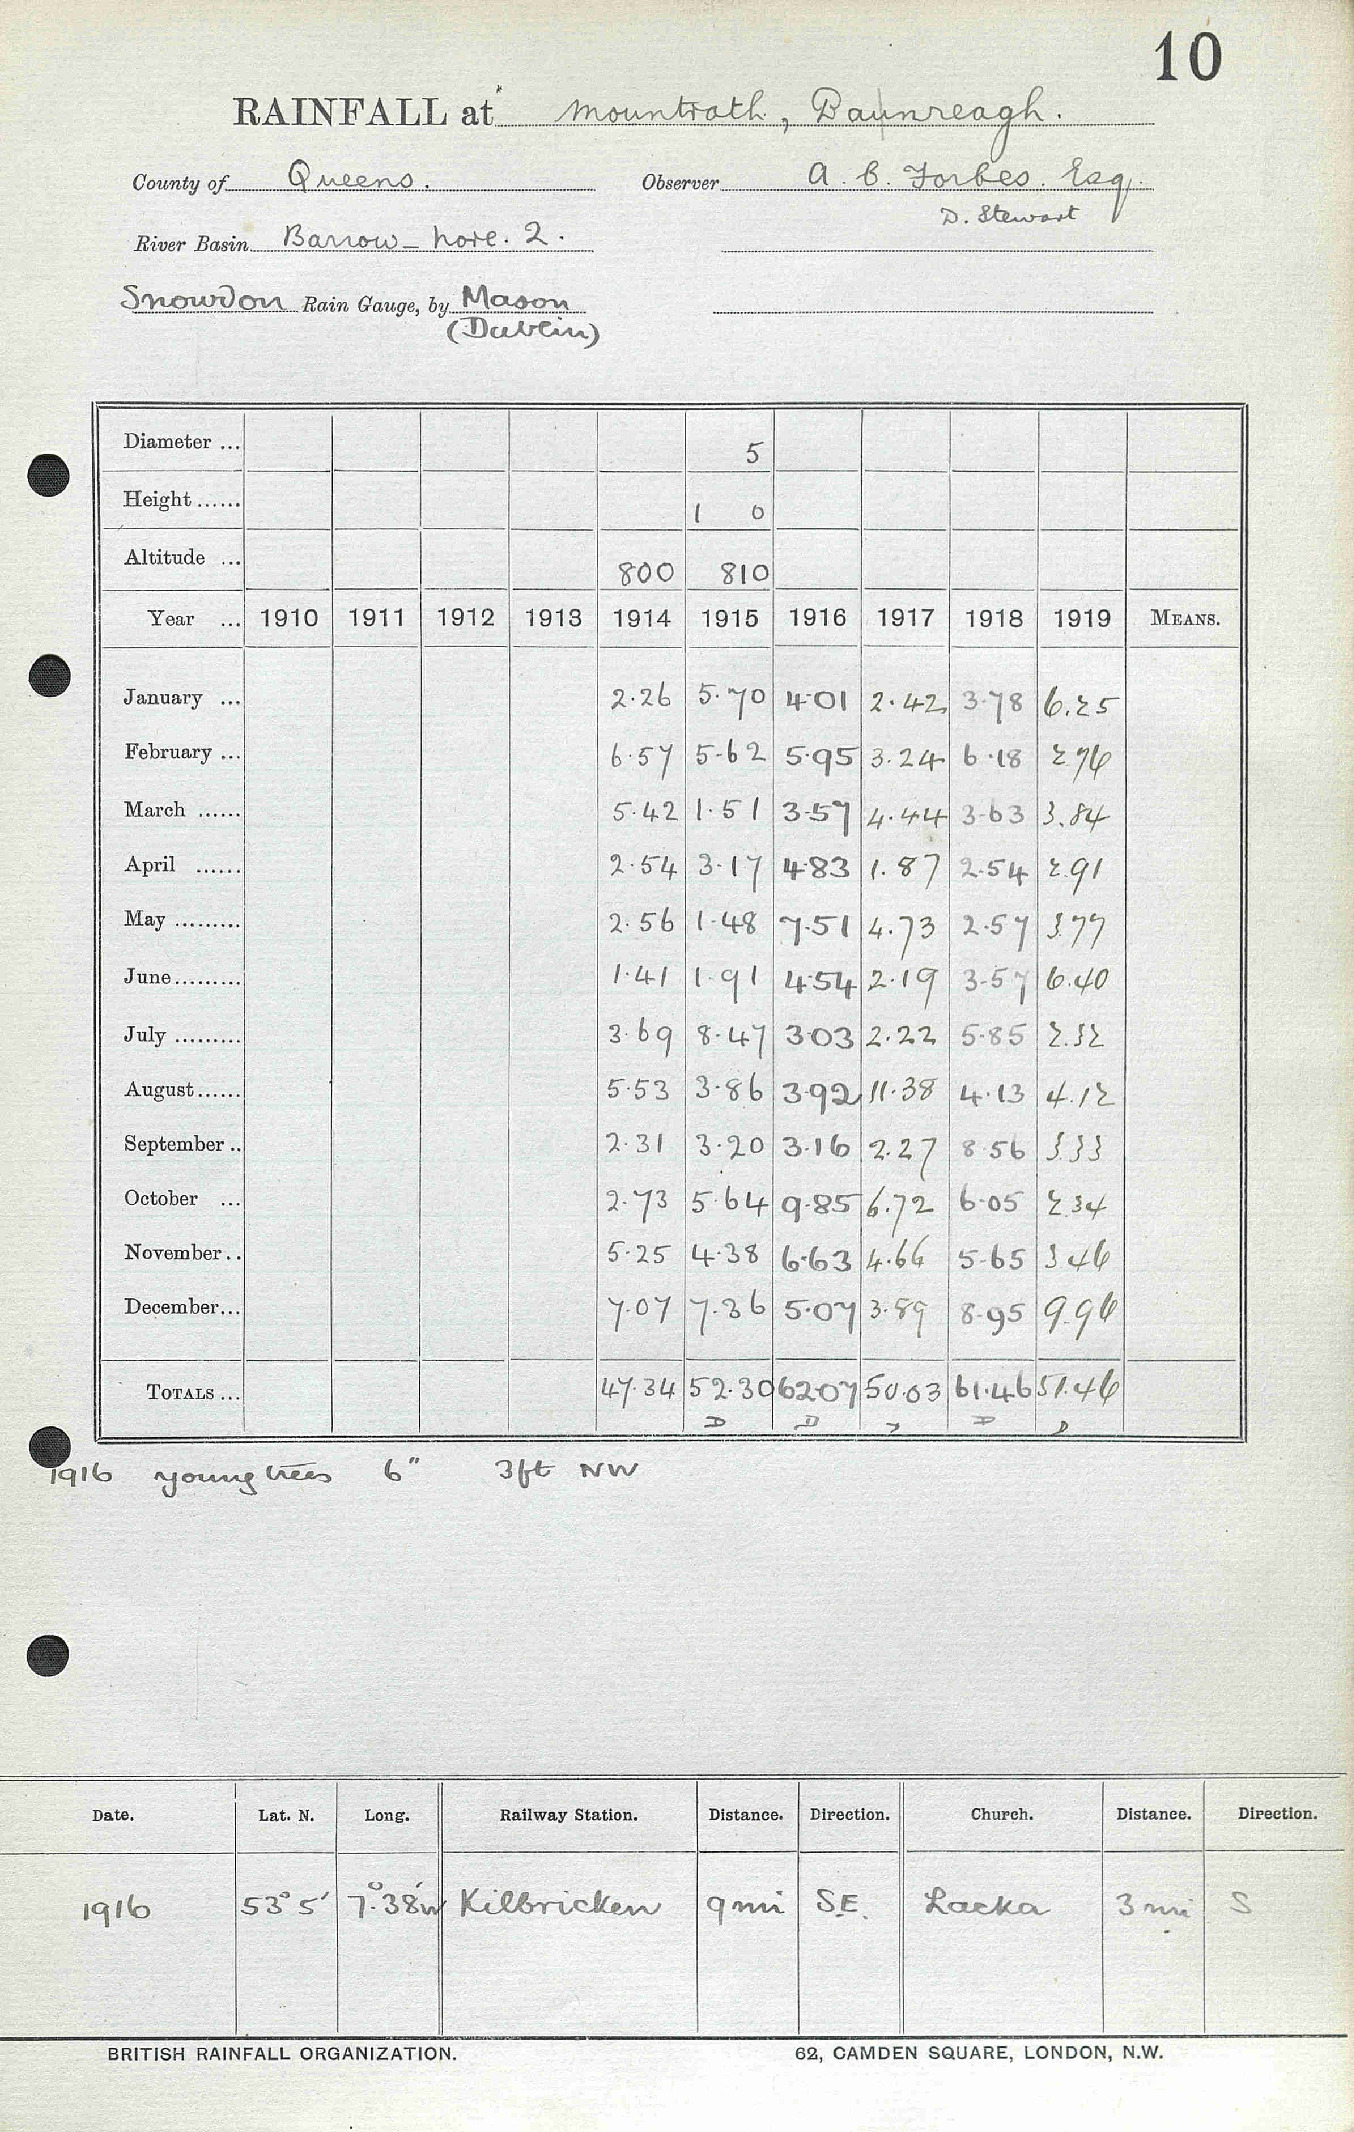 10
RAINFALL at Mountrath, Baunreagh.
County of Queens. Observer A. C. Forbes. Esq.
D. Stewart
River Basin Barrow - Nore. 2.
Snowdon Rain Gauge, by Mason
(Dublin)
Diameter ... 5
Height ...... 1 0
Altitude ... 800 810
Year ... 1910 1911 1912 1913 1914 1915 1916 1917 1918 1919 MEANS.
January ... 2.26 5.70 4.01 2.42 3.78 6.25
February ... 6.57 5.62 5.95 3.24 6.18 2.76
March ...... 5.42 1.51 3.57 4.44 3.63 3.84
April ...... 2.54 3.17 4.83 1.87 2.54 2.91
May ......... 2.56 1.48 7.51 4.73 2.57 3.77
June......... 1.41 1.91 4.54 2.19 3.57 6.40
July ......... 3.69 8.47 3.03 2.22 5.85 2.32
August...... 5.53 3.86 3.92 11.38 4.13 4.12
September .. 2.31 3.20 3.16 2.27 8.56 3.33
October ... 2.73 5.64 9.85 6.72 6.05 2.34
November .. 5.25 4.38 6.63 4.66 5.65 3.46
December... 7.07 7.36 5.07 3.89 8.95 9.96
TOTALS ... 47.34 52.30 62.07 50.03 61.46 51.46
D D D D D
1916 young trees 6" 3ft NW
Date. Lat. N. Long. Railway Station. Distance. Direction. Church. Distance. Direction.
1916 53° 5' 7° 38' W Kilbricken 9 mi S.E. Lacka 3 mi S
BRITISH RAINFALL ORGANIZATION. 62, CAMDEN SQUARE, LONDON, N.W.